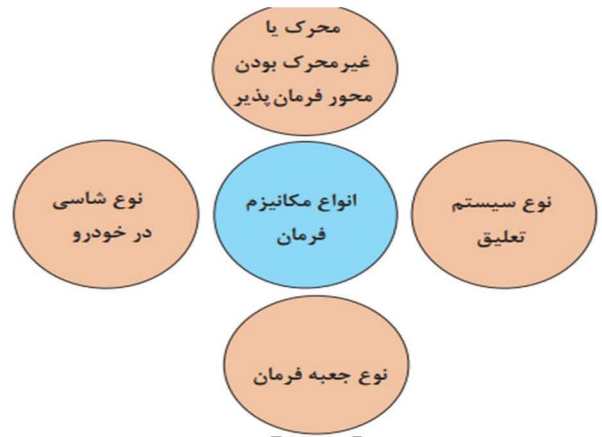 محرک یا
غیرمحرک بودن
محور فرمان‌پذیر
نوع سیستم
تعلیق
انواع مکانیزم
فرمان
نوع شاسی
در خودرو
نوع جعبه فرمان